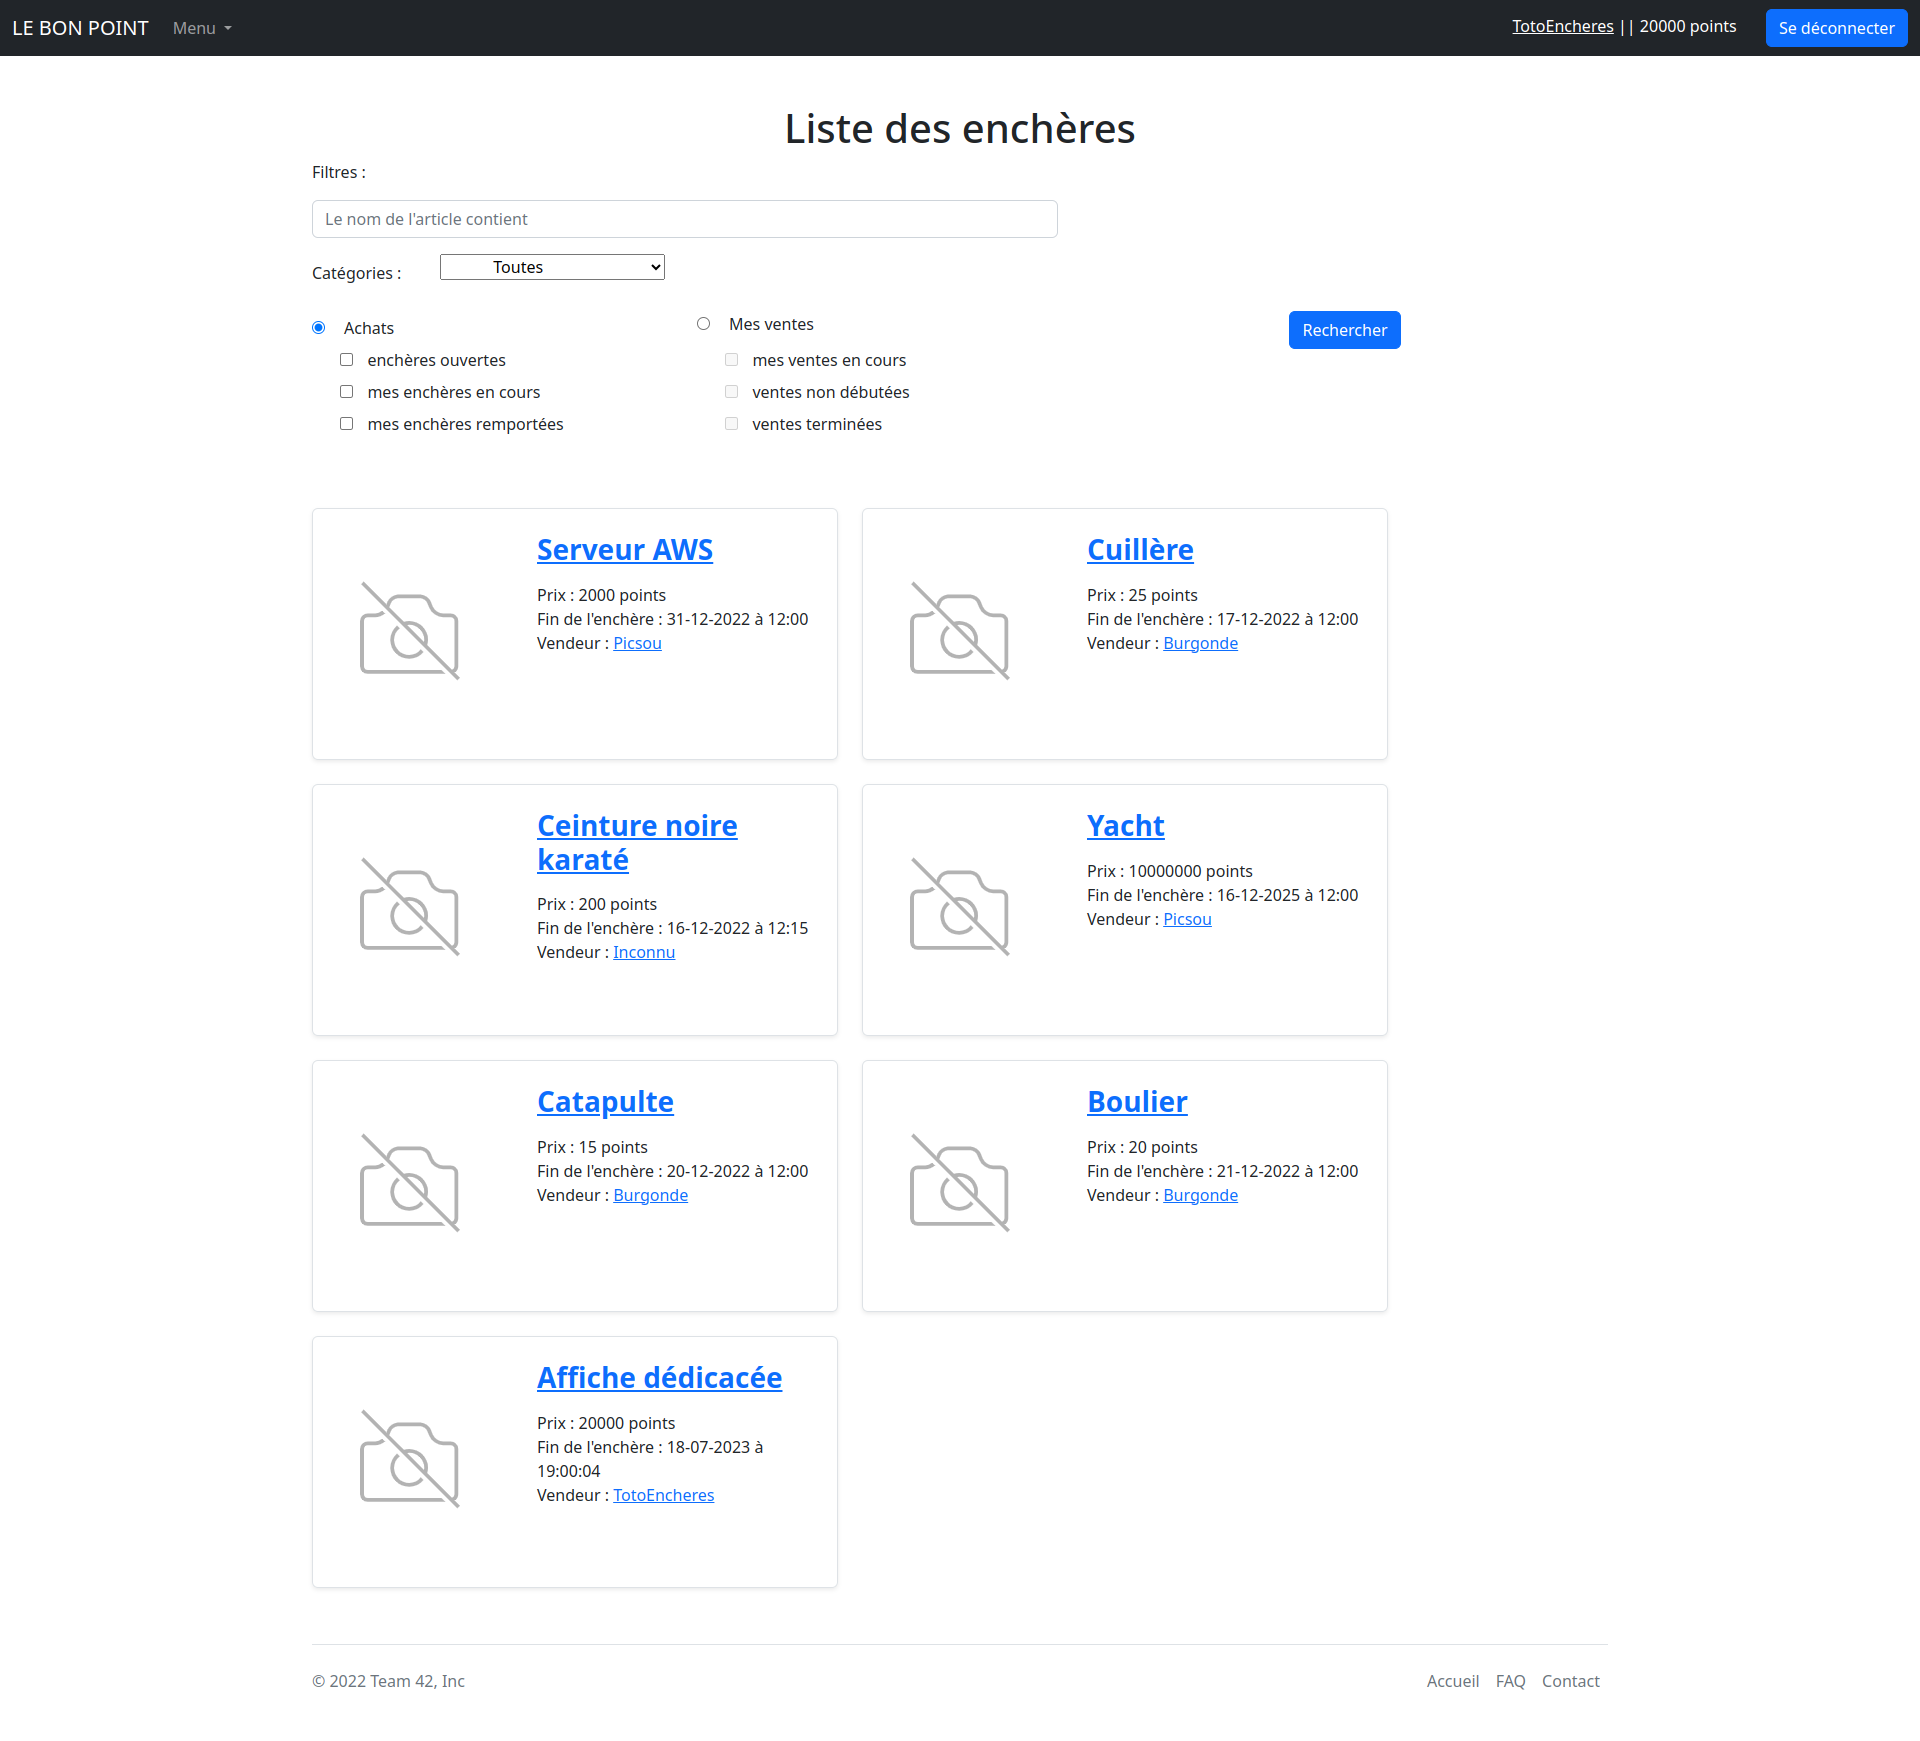 LE BON POINT Menu TotoEncheres || 20000 points Se déconnecter
Liste des enchères
Filtres :
Le nom de l'article contient
Catégories : Toutes
Achats
enchères ouvertes
mes enchères en cours
mes enchères remportées
Mes ventes
mes ventes en cours
ventes non débutées
ventes terminées
Rechercher
Serveur AWS
Prix : 2000 points
Fin de l'enchère : 31-12-2022 à 12:00
Vendeur : Picsou
Cuillère
Prix : 25 points
Fin de l'enchère : 17-12-2022 à 12:00
Vendeur : Burgonde
Ceinture noire
karaté
Prix : 200 points
Fin de l'enchère : 16-12-2022 à 12:15
Vendeur : Inconnu
Yacht
Prix : 10000000 points
Fin de l'enchère : 16-12-2025 à 12:00
Vendeur : Picsou
Catapulte
Prix : 15 points
Fin de l'enchère : 20-12-2022 à 12:00
Vendeur : Burgonde
Boulier
Prix : 20 points
Fin de l'enchère : 21-12-2022 à 12:00
Vendeur : Burgonde
Affiche dédicacée
Prix : 20000 points
Fin de l'enchère : 18-07-2023 à
19:00:04
Vendeur : TotoEncheres
© 2022 Team 42, Inc
Accueil FAQ Contact